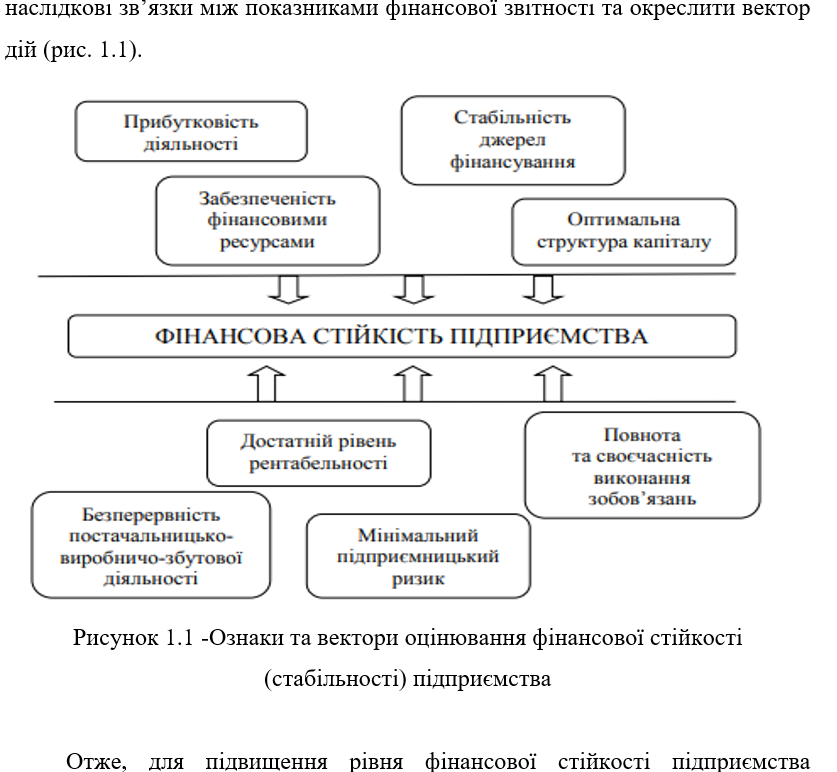 наслідкові зв’язки між показниками фінансової звітності та окреслити вектор
дій (рис. 1.1).
Прибутковість
діяльності
Стабільність
джерел
фінансування
Забезпеченість
фінансовими
ресурсами
Оптимальна
структура капіталу
ФІНАНСОВА СТІЙКІСТЬ ПІДПРИЄМСТВА
Достатній рівень
рентабельності
Повнота
та своєчасність
виконання
зобов’язань
Безперервність
постачальницько-
виробничо-збутової
діяльності
Мінімальний
підприємницький
ризик
Рисунок 1.1 -Ознаки та вектори оцінювання фінансової стійкості
(стабільності) підприємства
Отже, для підвищення рівня фінансової стійкості підприємства